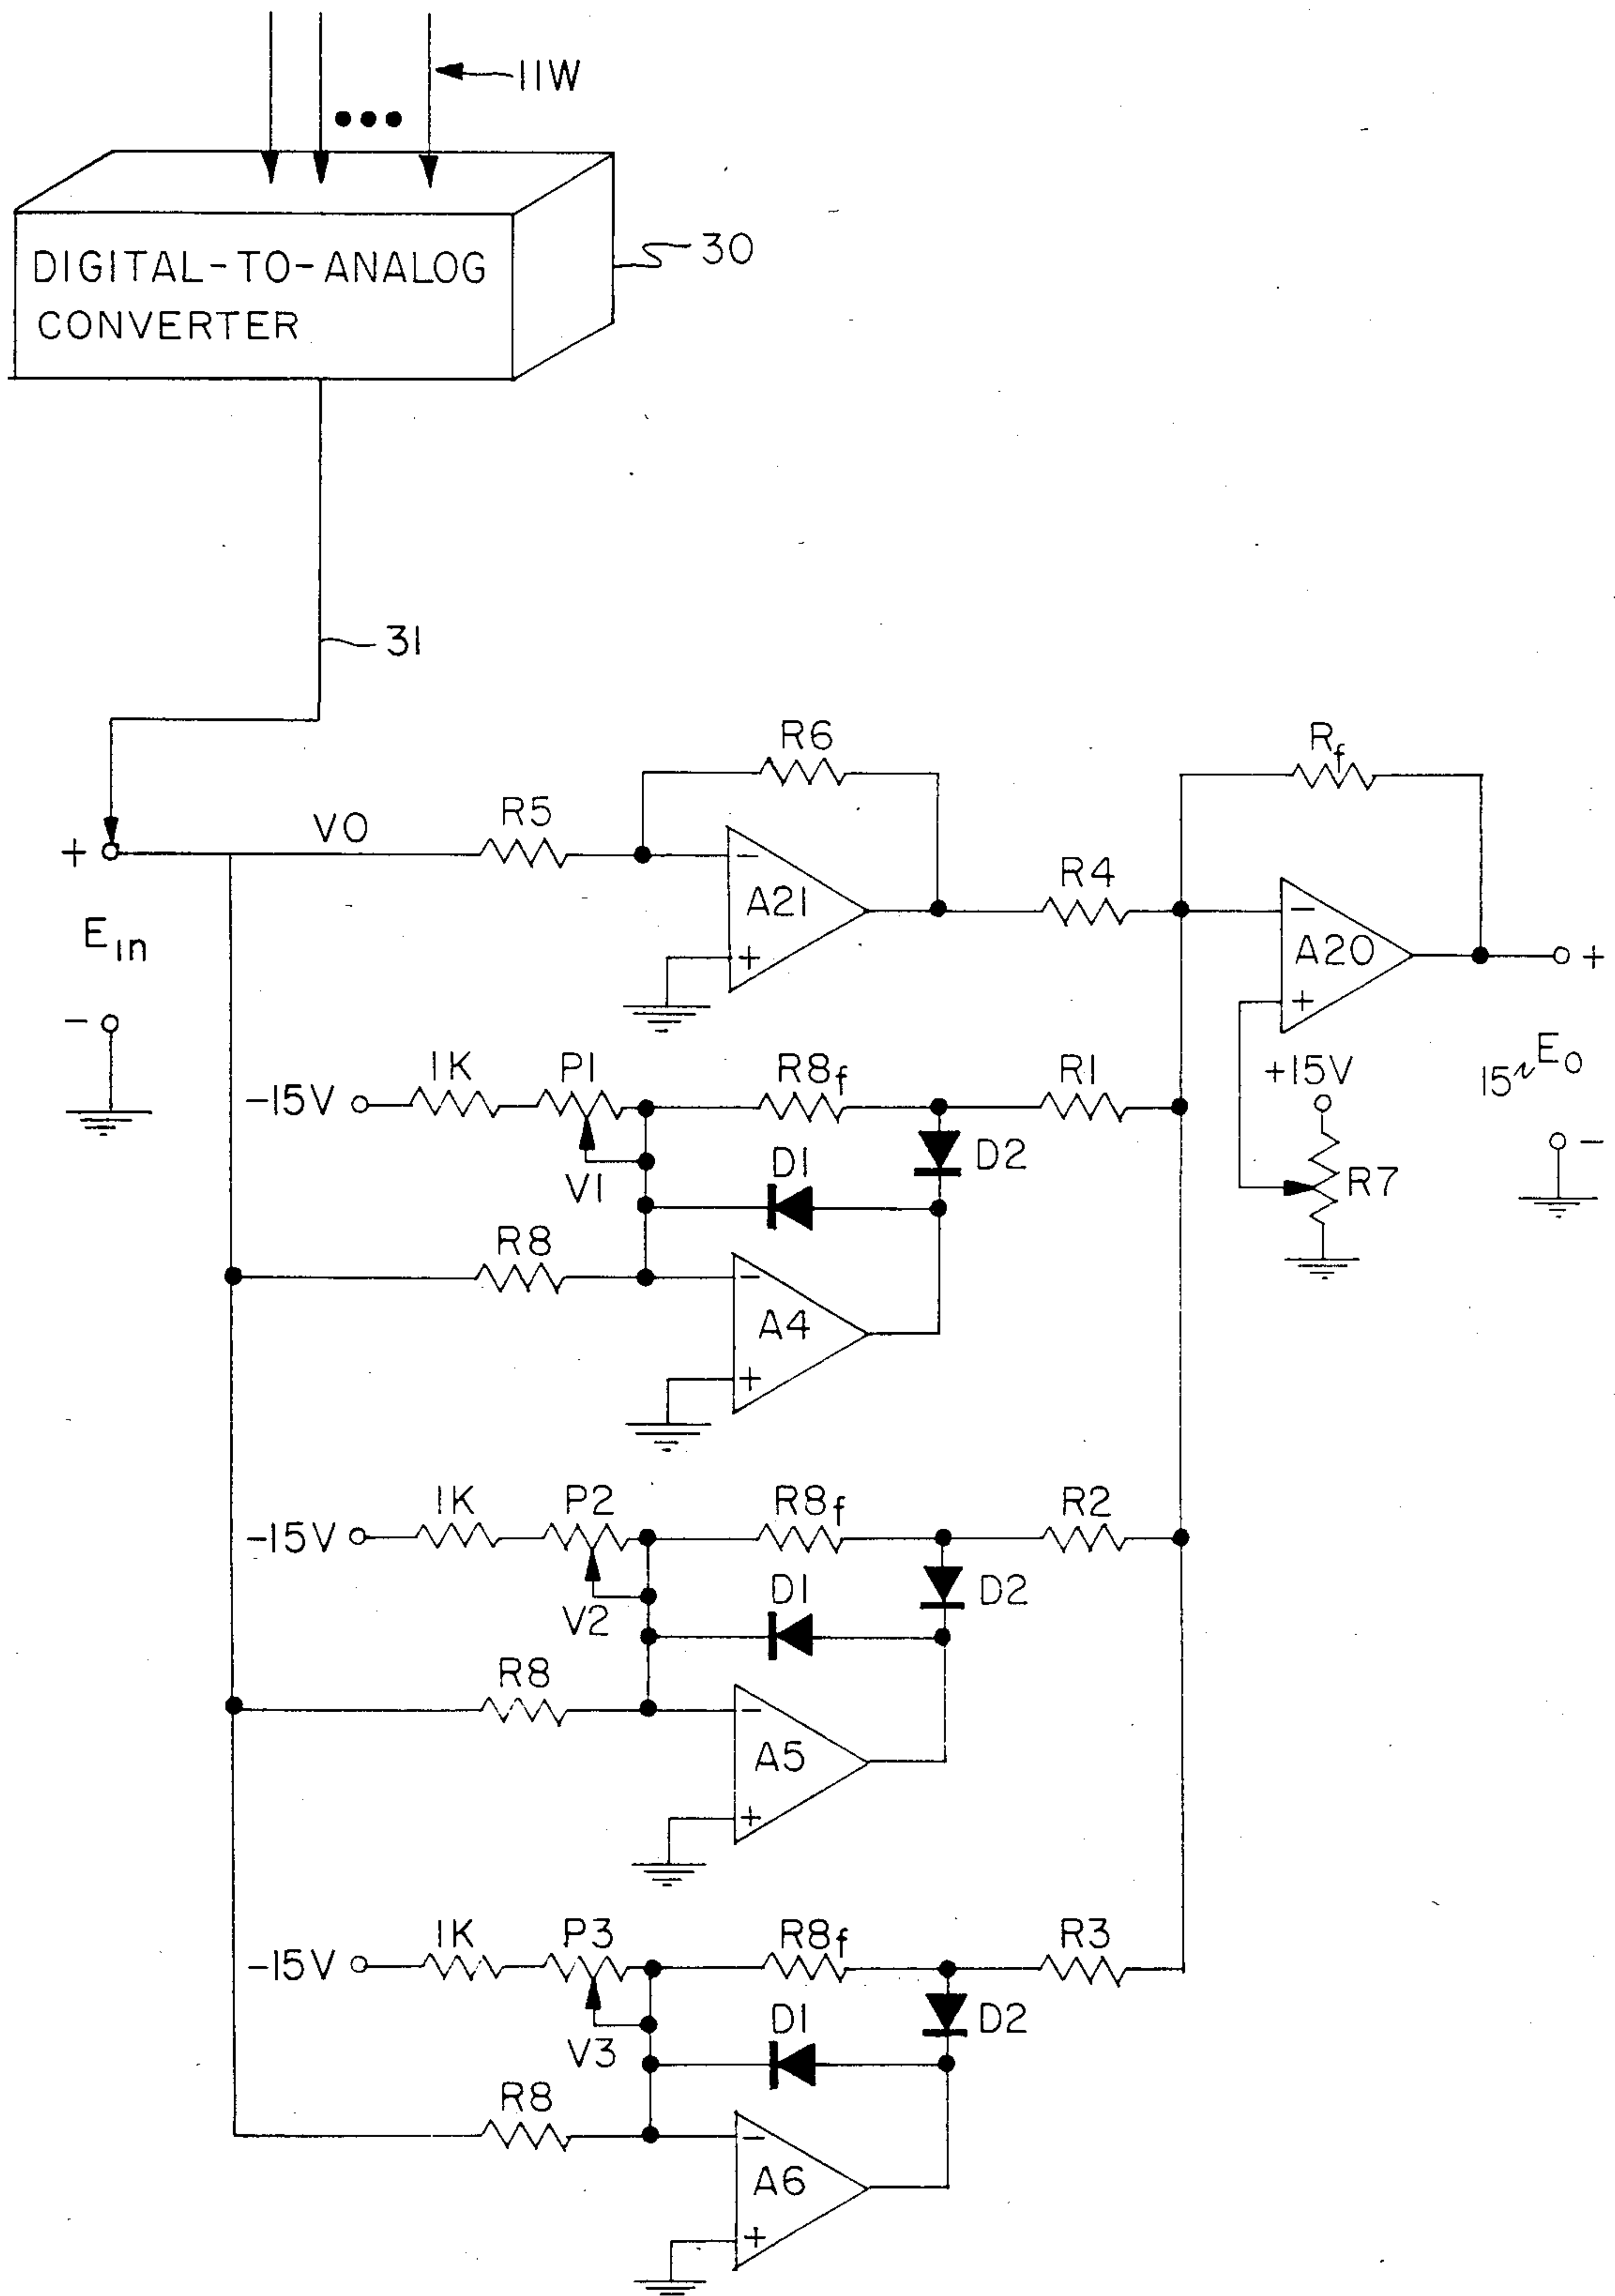 11W
30
DIGITAL-TO-ANALOG
CONVERTER
31
R6
Rf
R5
VO
+
−
A21
+
R4
−
A20
+
+
Ein
−
1K
P1
R8f
R1
+15V
15~
Eo
−15V
D1
D2
V1
R7
−
R8
−
A4
+
1K
P2
R8f
R2
−15V
D1
D2
V2
R8
−
A5
+
1K
P3
R8f
R3
−15V
D1
D2
V3
R8
−
A6
+